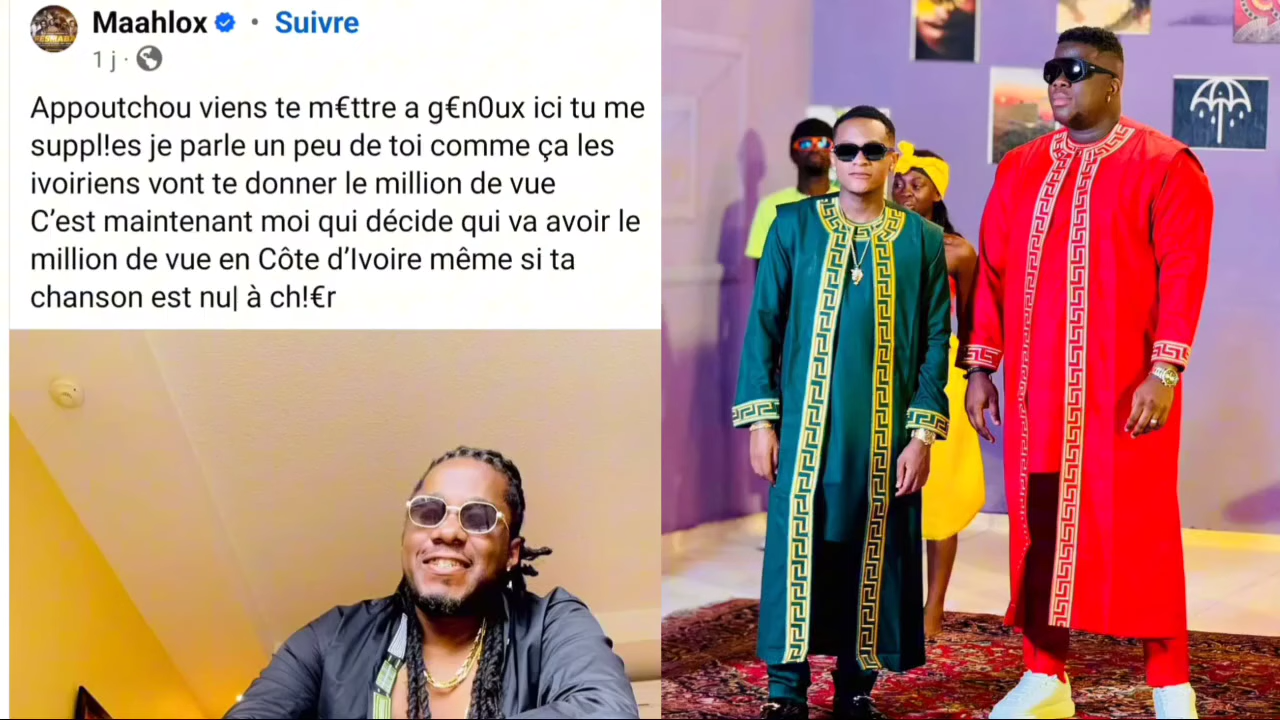 Maahlox • Suivre
1 j ·
Appoutchou viens te m€ttre a g€n0ux ici tu me
suppl!es je parle un peu de toi comme ça les
ivoiriens vont te donner le million de vue
C’est maintenant moi qui décide qui va avoir le
million de vue en Côte d’Ivoire même si ta
chanson est nu| à ch!€r